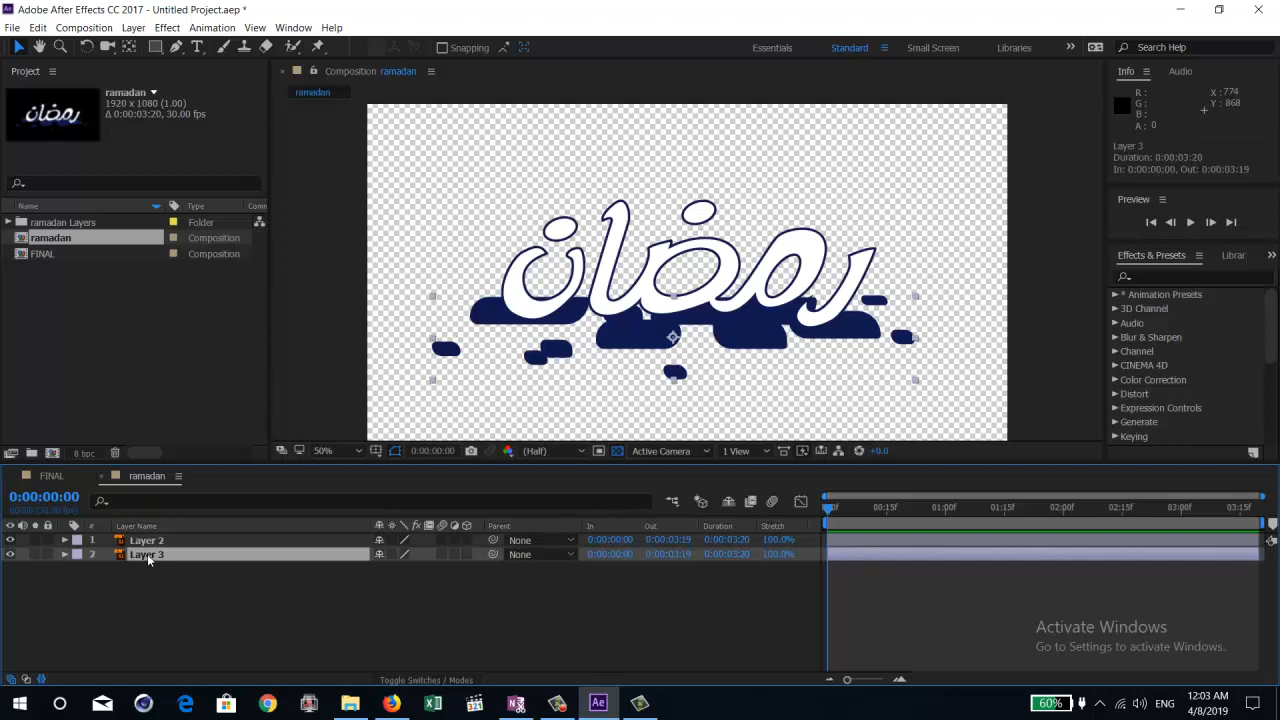 Adobe After Effects CC 2017 - Untitled Project.aep *
File Edit Composition Layer Effect Animation View Window Help
Snapping Essentials Standard Small Screen Libraries Search Help
Project
Composition ramadan
Info Audio
ramadan
1920 x 1080 (1.00)
Δ 0:00:03:20, 30.00 fps
رمضان
ramadan
R : X : 774
G : Y : 868
B :
A : 0
Layer 3
Duration: 0:00:03:20
In: 0:00:00:00, Out: 0:00:03:19
Preview
Name Type Comm
ramadan Layers Folder
ramadan Composition
FINAL Composition
رمضان
Effects & Presets Librar
* Animation Presets
3D Channel
Audio
Blur & Sharpen
Channel
CINEMA 4D
Color Correction
Distort
Expression Controls
Generate
Keying
8 bpc
50% 0:00:00:00 (Half) Active Camera 1 View +0.0
FINAL ramadan
0:00:00:00
00:15f 01:00f 01:15f 02:00f 02:15f 03:00f 03:15f
# Layer Name Parent In Out Duration Stretch
1 Layer 2 None 0:00:00:00 0:00:03:19 0:00:03:20 100.0%
2 Layer 3 None 0:00:00:00 0:00:03:19 0:00:03:20 100.0%
Activate Windows
Go to Settings to activate Windows.
Toggle Switches / Modes
60% ENG 12:03 AM
4/8/2019